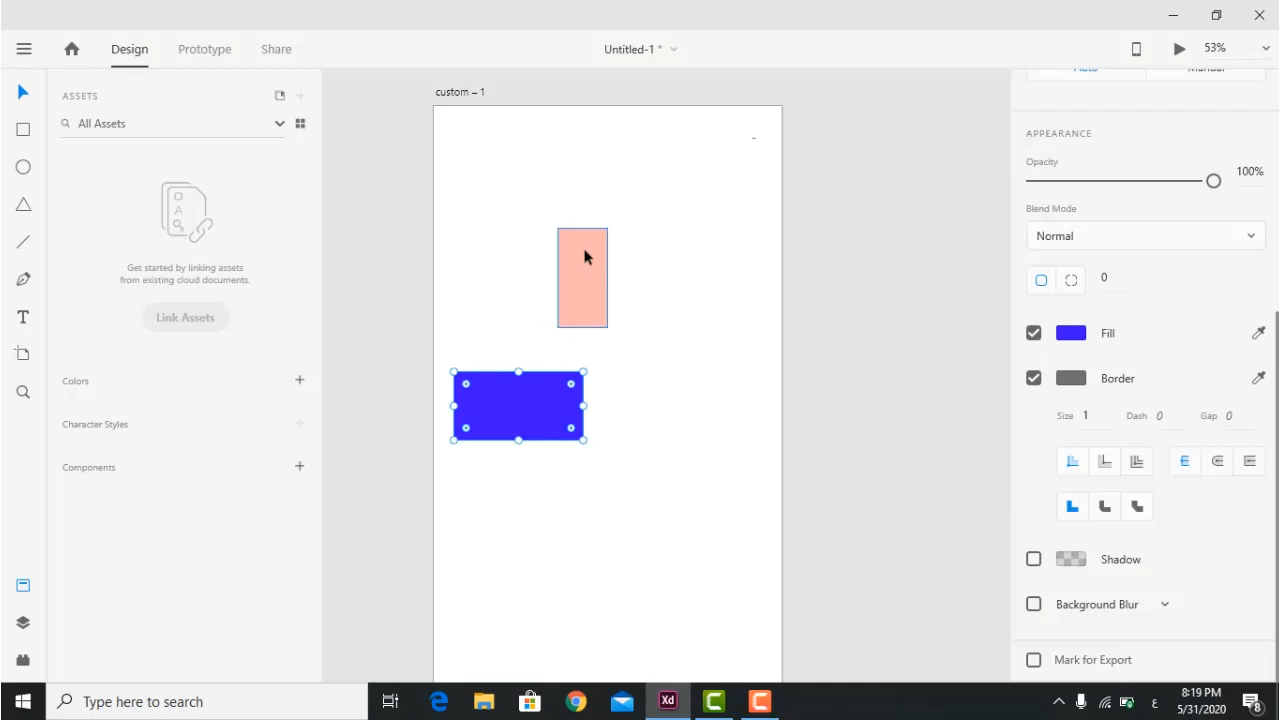 Design
Prototype
Share
Untitled-1 *
53%
ASSETS
All Assets
Get started by linking assets
from existing cloud documents.
Link Assets
Colors
Character Styles
Components
custom – 1
Auto
Manual
APPEARANCE
Opacity
100%
Blend Mode
Normal
0
Fill
Border
Size 1 Dash 0 Gap 0
Shadow
Background Blur
Mark for Export
Type here to search
Xd
ع
8:19 PM
5/31/2020
8